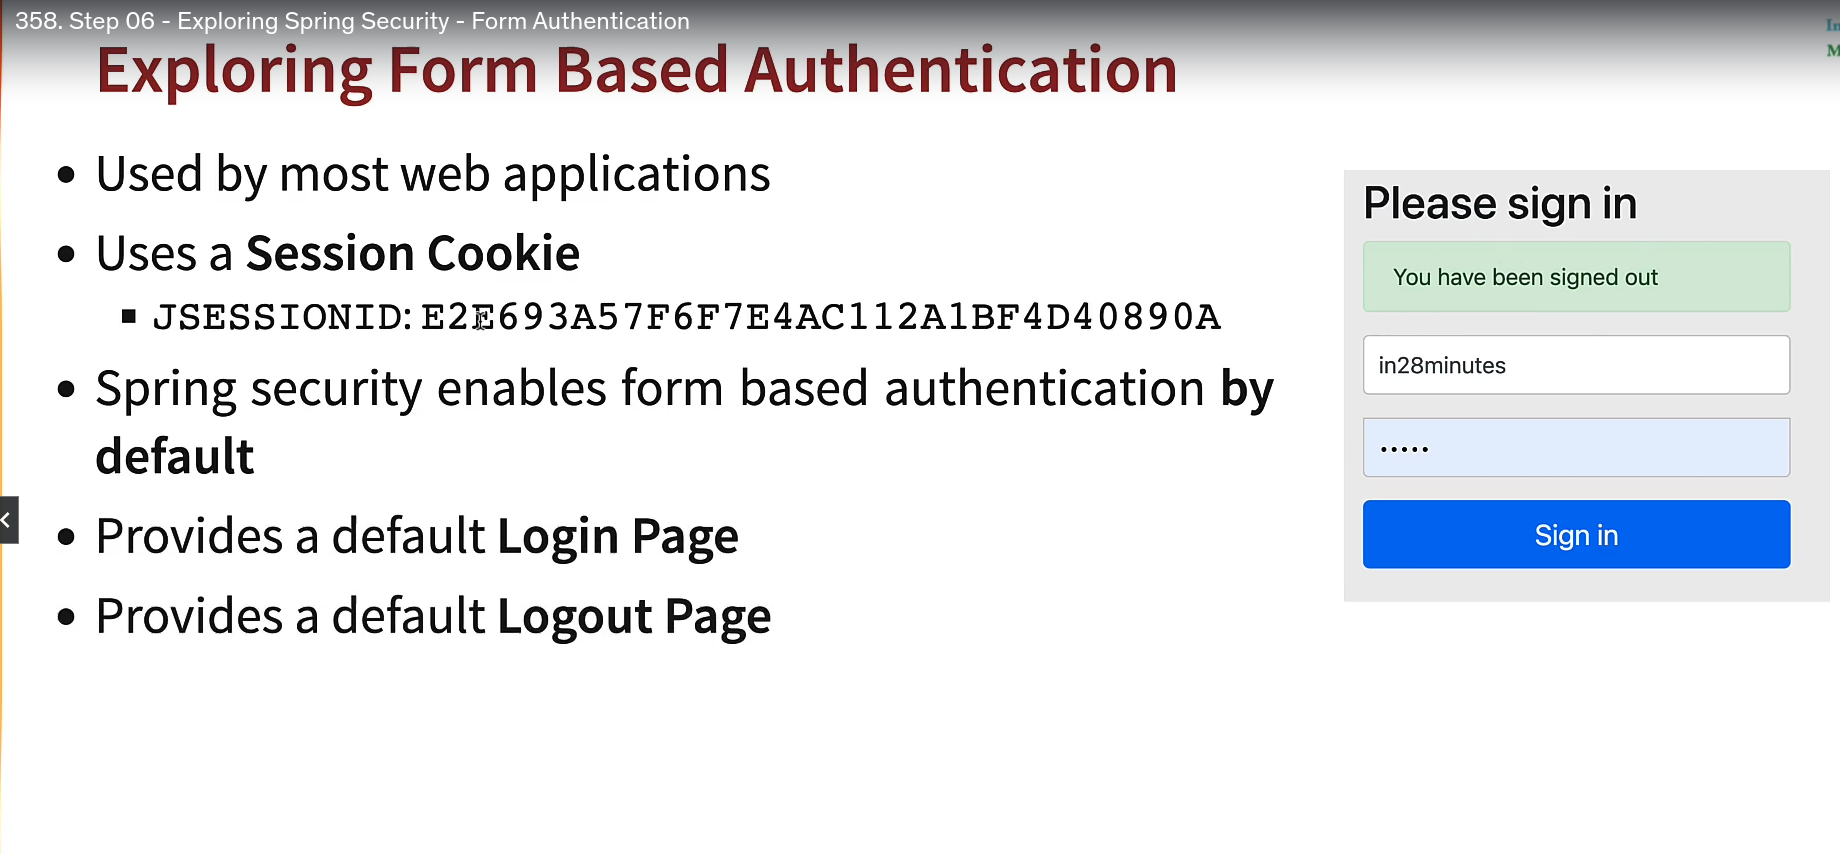 358. Step 06 - Exploring Spring Security - Form Authentication
Exploring Form Based Authentication
• Used by most web applications
• Uses a Session Cookie
▪ JSESSIONID: E2E693A57F6F7E4AC112A1BF4D40890A
• Spring security enables form based authentication by
default
• Provides a default Login Page
• Provides a default Logout Page
Please sign in
You have been signed out
in28minutes
•••••
Sign in